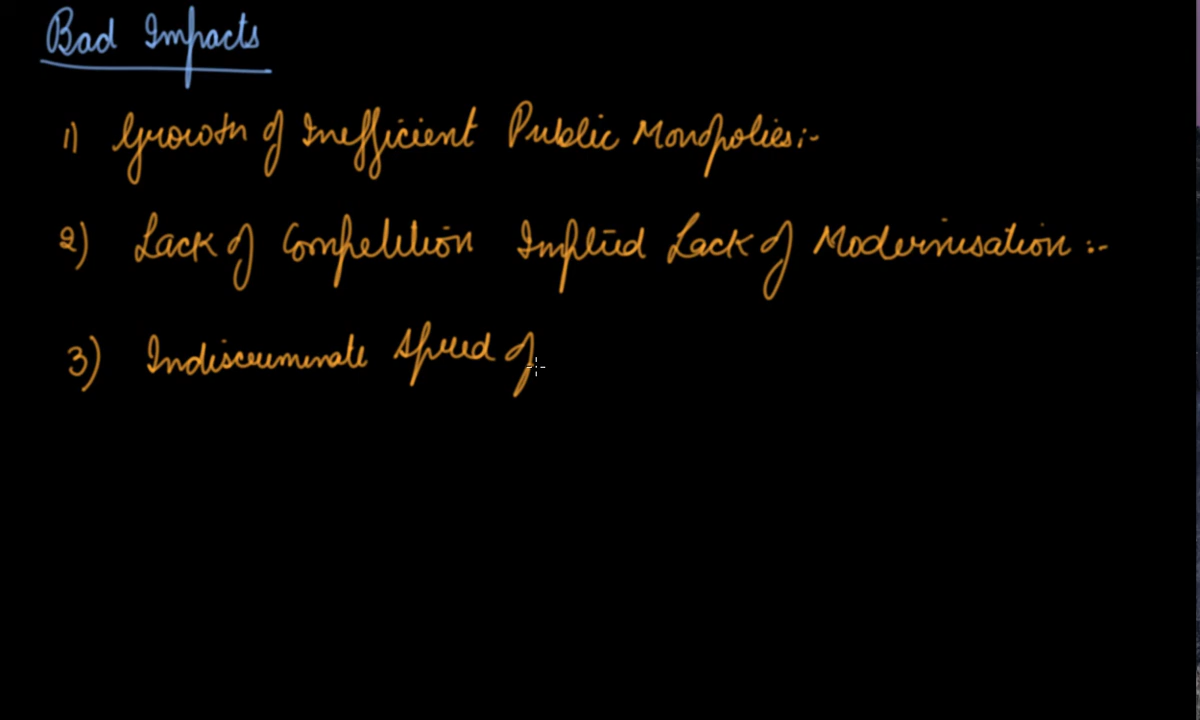 Bad Impacts
1) Growth of Inefficient Public Monopolies:-
2) Lack of Competition Implied Lack of Modernisation :-
3) Indiscriminate Spread of